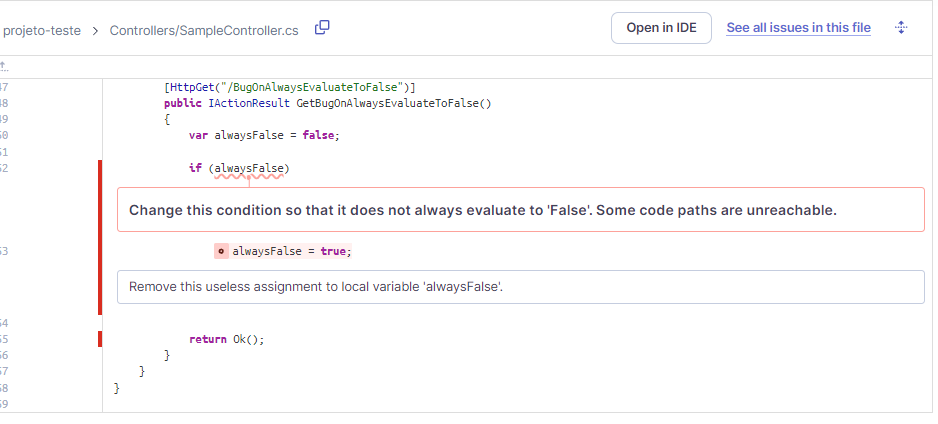 projeto-teste > Controllers/SampleController.cs Open in IDE See all issues in this file
47 [HttpGet("/BugOnAlwaysEvaluateToFalse")]
48 public IActionResult GetBugOnAlwaysEvaluateToFalse()
49 {
50 var alwaysFalse = false;
51
52 if (alwaysFalse)
Change this condition so that it does not always evaluate to 'False'. Some code paths are unreachable.
53 alwaysFalse = true;
Remove this useless assignment to local variable 'alwaysFalse'.
54
55 return Ok();
56 }
57 }
58 }
59